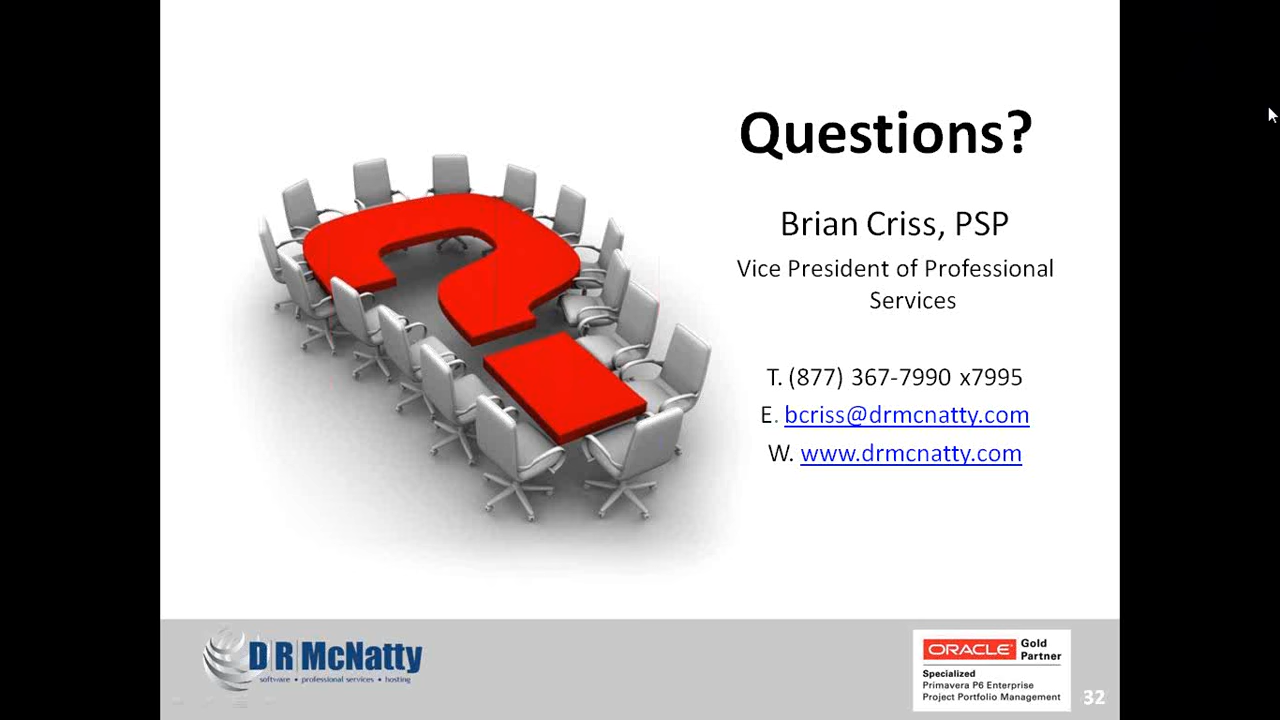 Questions?
Brian Criss, PSP
Vice President of Professional
Services
T. (877) 367-7990 x7995
E. bcriss@drmcnatty.com
W. www.drmcnatty.com
D R McNatty
software • professional services • hosting
ORACLE Gold
Partner
Specialized
Primavera P6 Enterprise
Project Portfolio Management
32